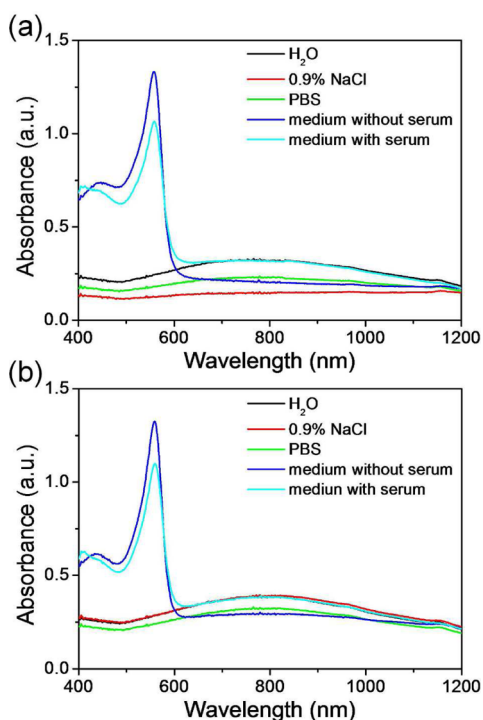 (a)
1.5
1.0
0.5
0.0
Absorbance (a.u.)
H₂O
0.9% NaCl
PBS
medium without serum
medium with serum
400 600 800 1000 1200
Wavelength (nm)
(b)
1.5
1.0
0.5
0.0
Absorbance (a.u.)
H₂O
0.9% NaCl
PBS
medium without serum
mediun with serum
400 600 800 1000 1200
Wavelength (nm)